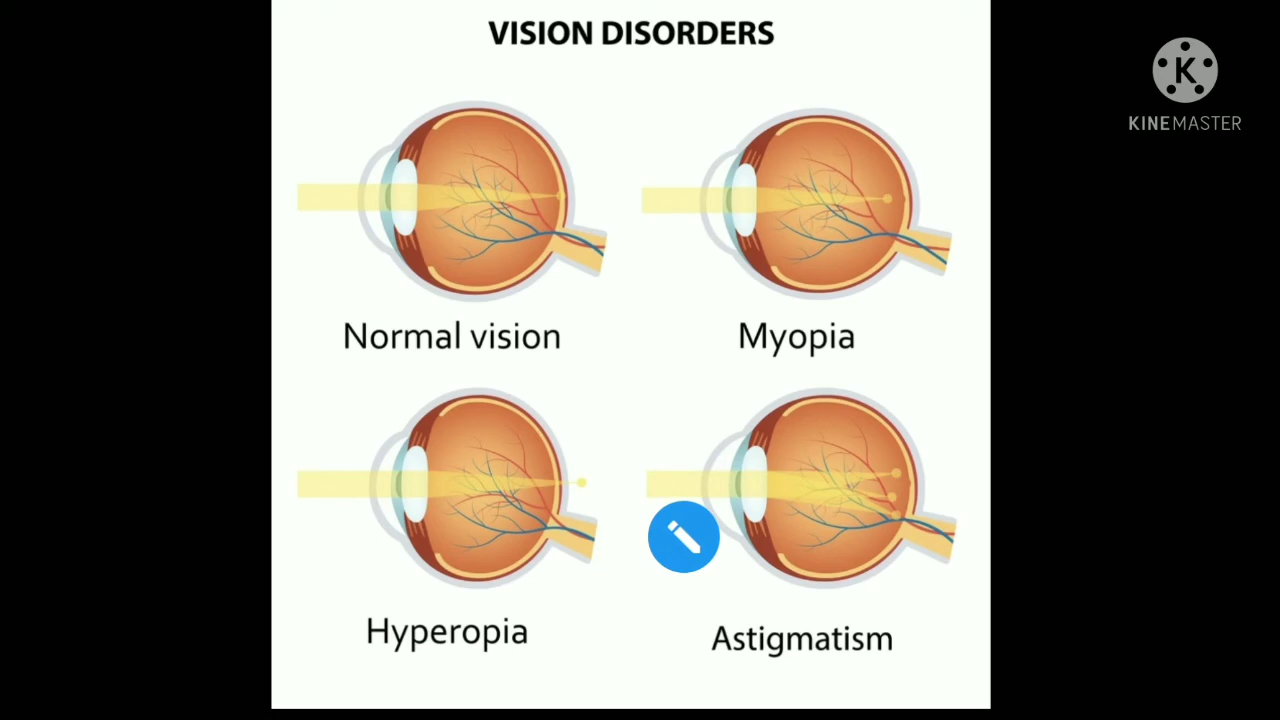 VISION DISORDERS
K
KINEMASTER
Normal vision
Myopia
Hyperopia
Astigmatism